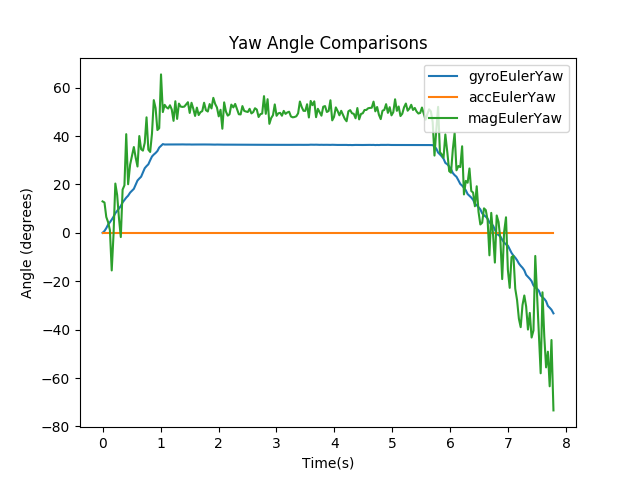 Yaw Angle Comparisons
gyroEulerYaw
accEulerYaw
magEulerYaw
60
40
20
0
−20
−40
−60
−80
Angle (degrees)
0 1 2 3 4 5 6 7 8
Time(s)